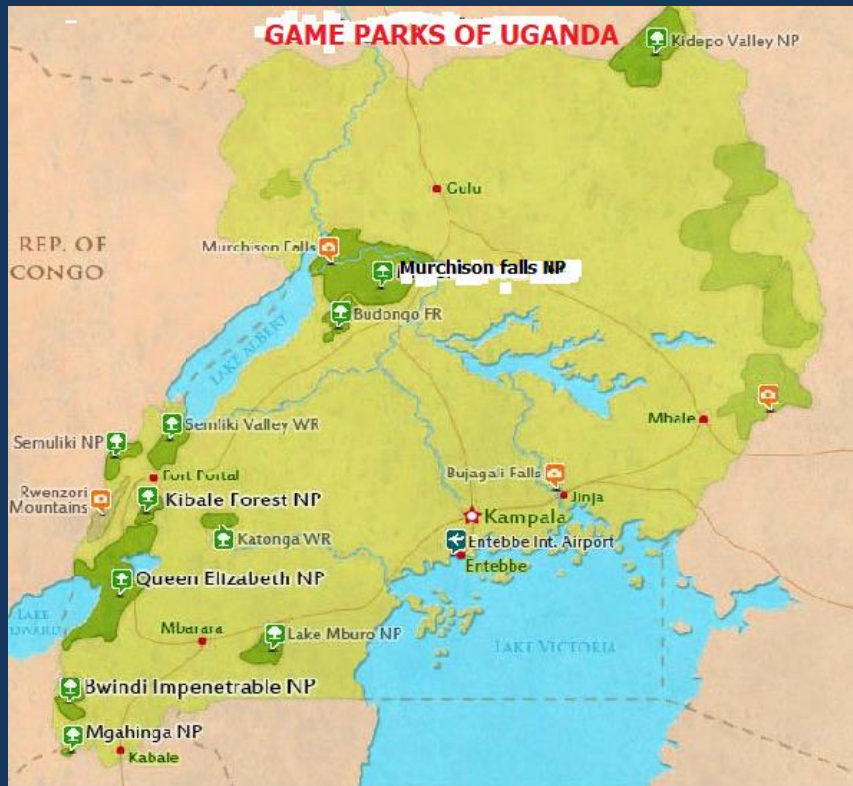 GAME PARKS OF UGANDA
Kidepo Valley NP
Gulu
REP. OF
CONGO
Murchison Falls
Murchison falls NP
Budongo FR
LAKE ALBERT
Mbale
Semliki Valley WR
Semuliki NP
Fort Portal
Bujagali Falls
Rwenzori
Mountains
Kibale Forest NP
Jinja
Kampala
Katonga WR
Entebbe Int. Airport
Entebbe
Queen Elizabeth NP
LAKE
Mbarara
Lake Mburo NP
LAKE VICTORIA
Bwindi Impenetrable NP
Mgahinga NP
Kabale